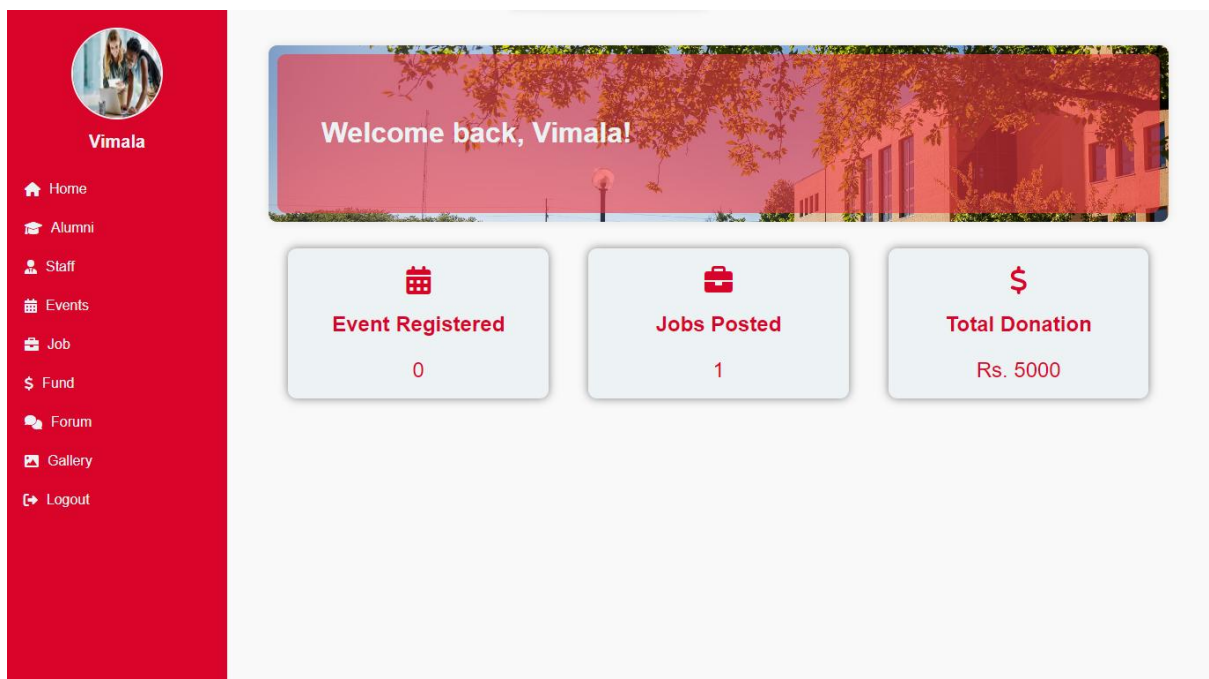 Vimala
Home
Alumni
Staff
Events
Job
$ Fund
Forum
Gallery
Logout
Welcome back, Vimala!
$
Event Registered
Jobs Posted
Total Donation
0
1
Rs. 5000